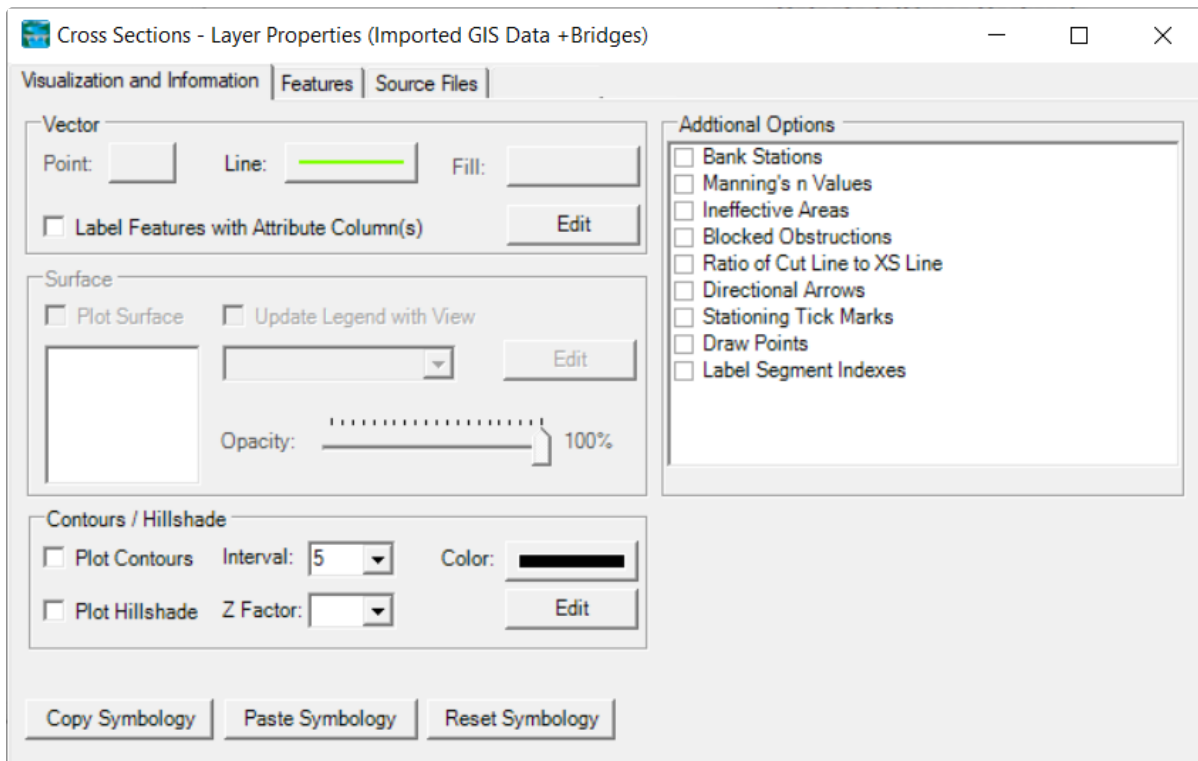 Cross Sections - Layer Properties (Imported GIS Data +Bridges)
Visualization and Information Features Source Files
Vector
Point: Line: Fill:
Label Features with Attribute Column(s) Edit
Surface
Plot Surface Update Legend with View
Edit
Opacity: 100%
Contours / Hillshade
Plot Contours Interval: 5 Color:
Plot Hillshade Z Factor: Edit
Addtional Options
Bank Stations
Manning's n Values
Ineffective Areas
Blocked Obstructions
Ratio of Cut Line to XS Line
Directional Arrows
Stationing Tick Marks
Draw Points
Label Segment Indexes
Copy Symbology Paste Symbology Reset Symbology